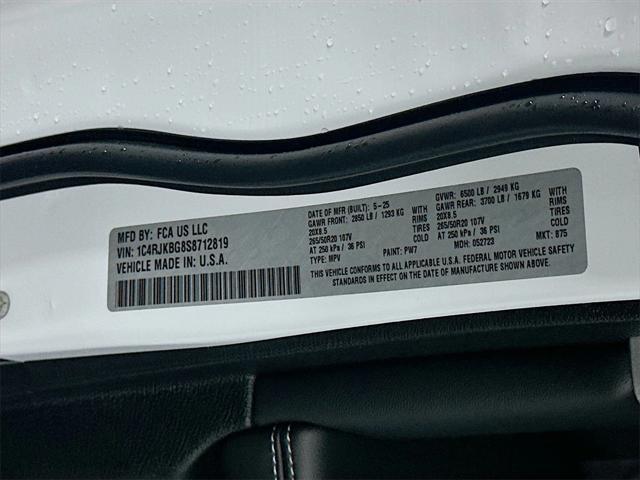 MFD BY: FCA US LLC
VIN: 1C4RJKBG8S8712819
VEHICLE MADE IN: U.S.A.
DATE OF MFR (BUILT): 5-25
GAWR FRONT: 2850 LB / 1293 KG WITH
20X8.5 RIMS
265/50R20 107V TIRES
AT 250 kPa / 36 PSI COLD
TYPE: MPV PAINT: PW7
GVWR: 6500 LB / 2949 KG
GAWR REAR: 3700 LB / 1679 KG WITH
20X8.5 RIMS
265/50R20 107V TIRES
AT 250 kPa / 36 PSI COLD
MDH: 052723 MKT: 875
THIS VEHICLE CONFORMS TO ALL APPLICABLE U.S.A. FEDERAL MOTOR VEHICLE SAFETY
STANDARDS IN EFFECT ON THE DATE OF MANUFACTURE SHOWN ABOVE.